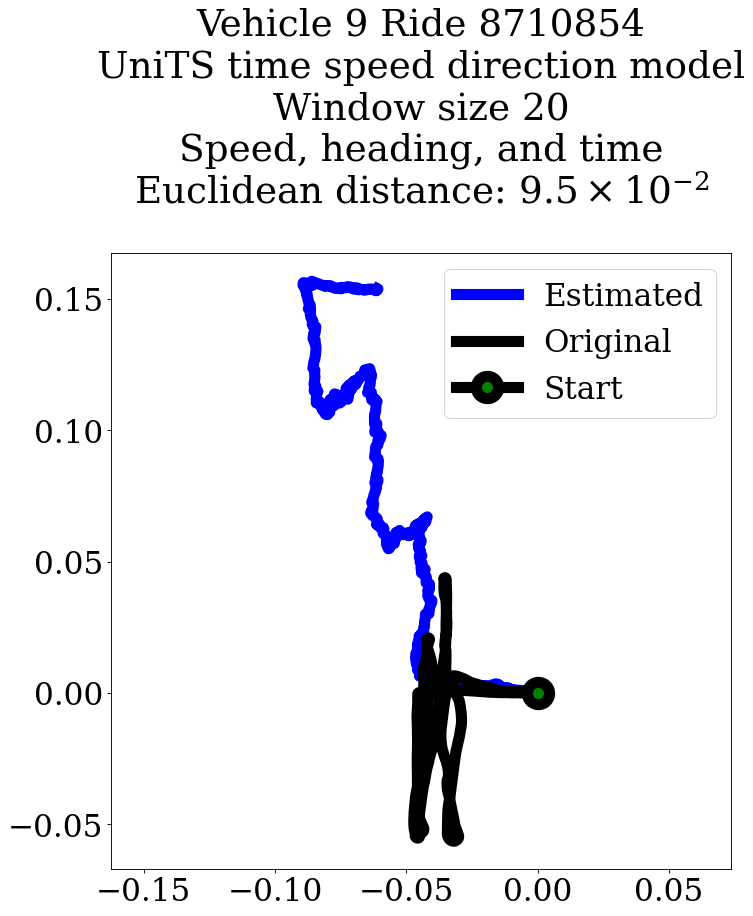 Vehicle 9 Ride 8710854
UniTS time speed direction model
Window size 20
Speed, heading, and time
Euclidean distance: 9.5 × 10⁻²
Estimated
Original
Start
0.15
0.10
0.05
0.00
−0.05
−0.15 −0.10 −0.05 0.00 0.05